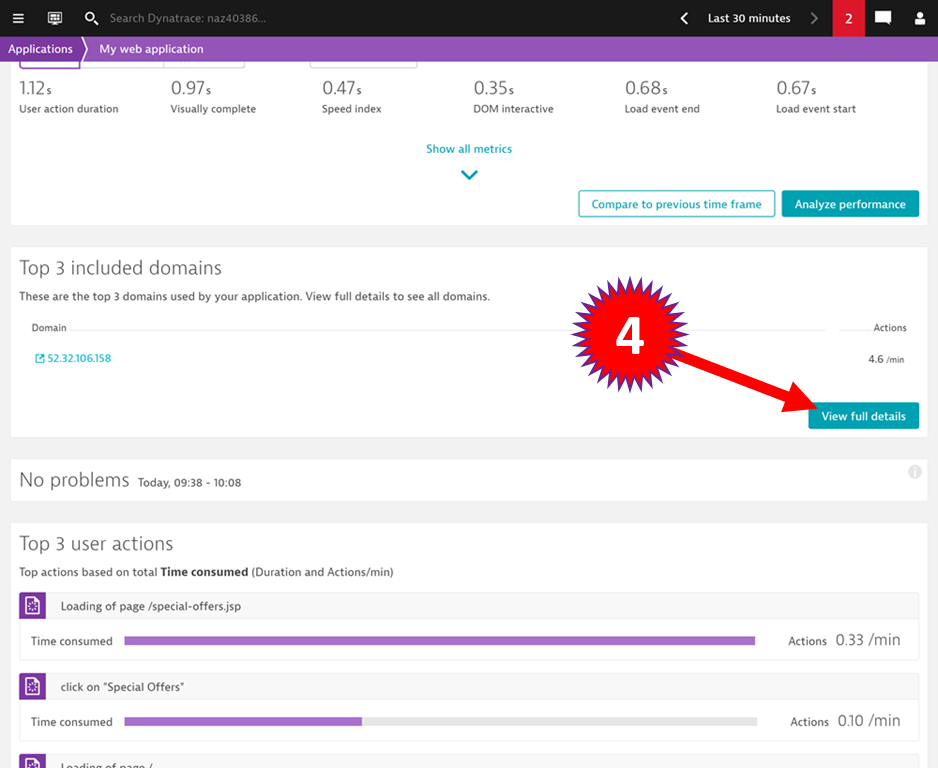 Search Dynatrace: naz40386...
Last 30 minutes
2
Applications
My web application
1.12s
0.97s
0.47s
0.35s
0.68s
0.67s
User action duration
Visually complete
Speed index
DOM interactive
Load event end
Load event start
Show all metrics
Compare to previous time frame
Analyze performance
Top 3 included domains
These are the top 3 domains used by your application. View full details to see all domains.
4
Domain
Actions
52.32.106.158
4.6 /min
View full details
No problems Today, 09:38 - 10:08
Top 3 user actions
Top actions based on total Time consumed (Duration and Actions/min)
Loading of page /special-offers.jsp
Time consumed
Actions 0.33 /min
click on "Special Offers"
Time consumed
Actions 0.10 /min
Loading of page /